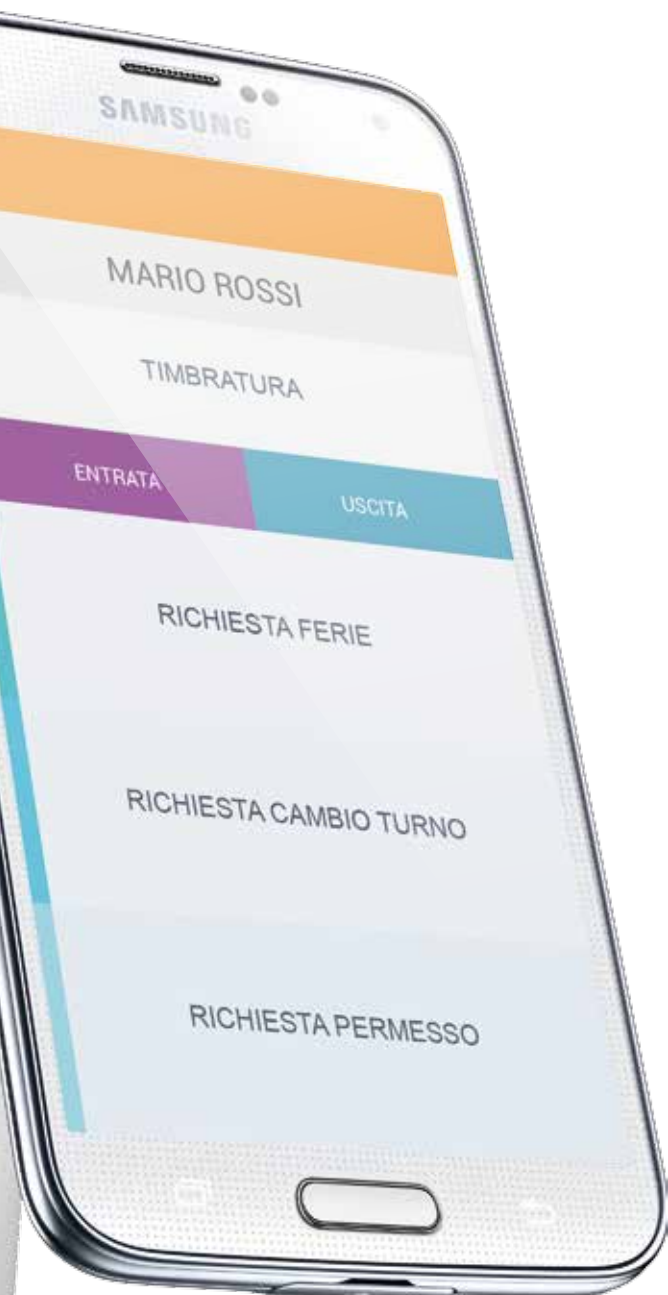 SAMSUNG
MARIO ROSSI
TIMBRATURA
ENTRATA
USCITA
RICHIESTA FERIE
RICHIESTA CAMBIO TURNO
RICHIESTA PERMESSO